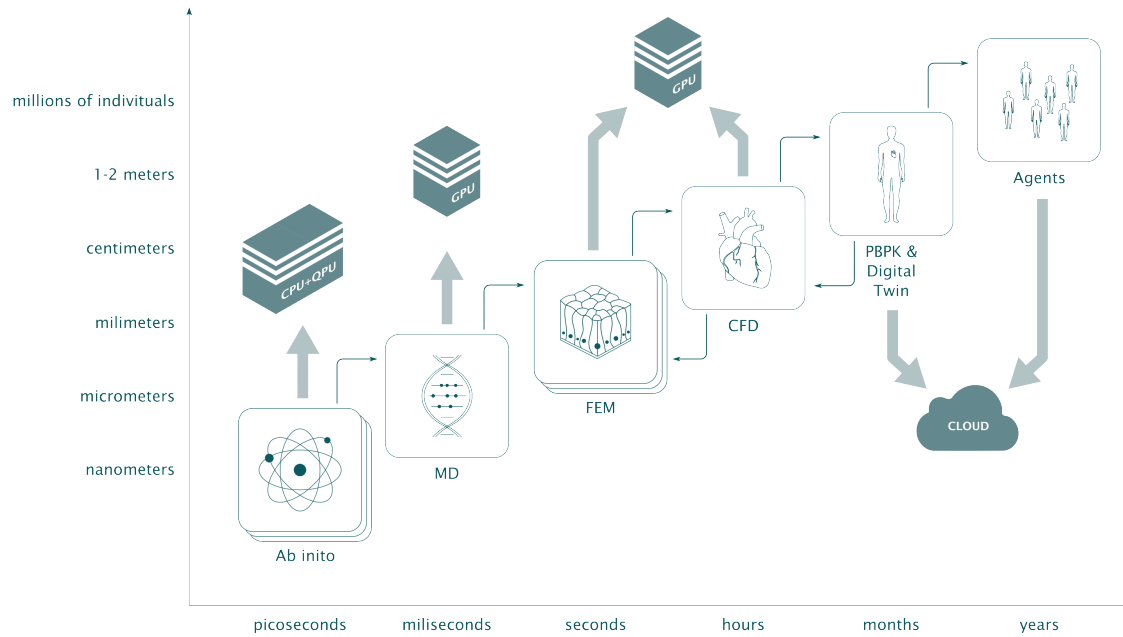 millions of indivituals
1-2 meters
centimeters
milimeters
micrometers
nanometers
CPU+QPU
GPU
GPU
Ab inito
MD
FEM
CFD
PBPK &
Digital
Twin
Agents
CLOUD
picoseconds
miliseconds
seconds
hours
months
years